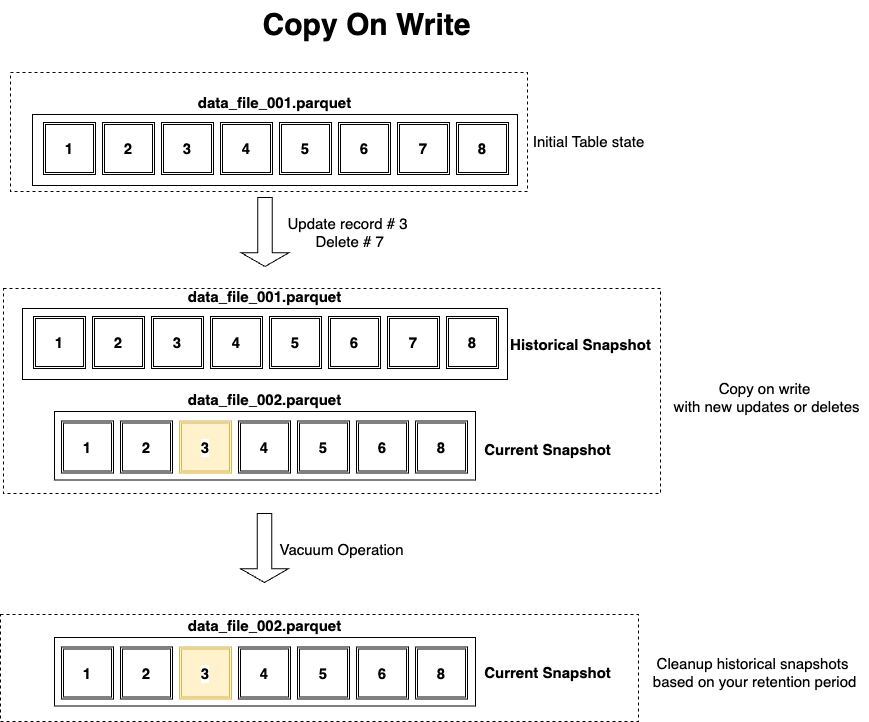 Copy On Write
data_file_001.parquet
1 2 3 4 5 6 7 8
Initial Table state
Update record # 3
Delete # 7
data_file_001.parquet
1 2 3 4 5 6 7 8
Historical Snapshot
data_file_002.parquet
1 2 3 4 5 6 8
Current Snapshot
Copy on write
with new updates or deletes
Vacuum Operation
data_file_002.parquet
1 2 3 4 5 6 8
Current Snapshot
Cleanup historical snapshots
based on your retention period